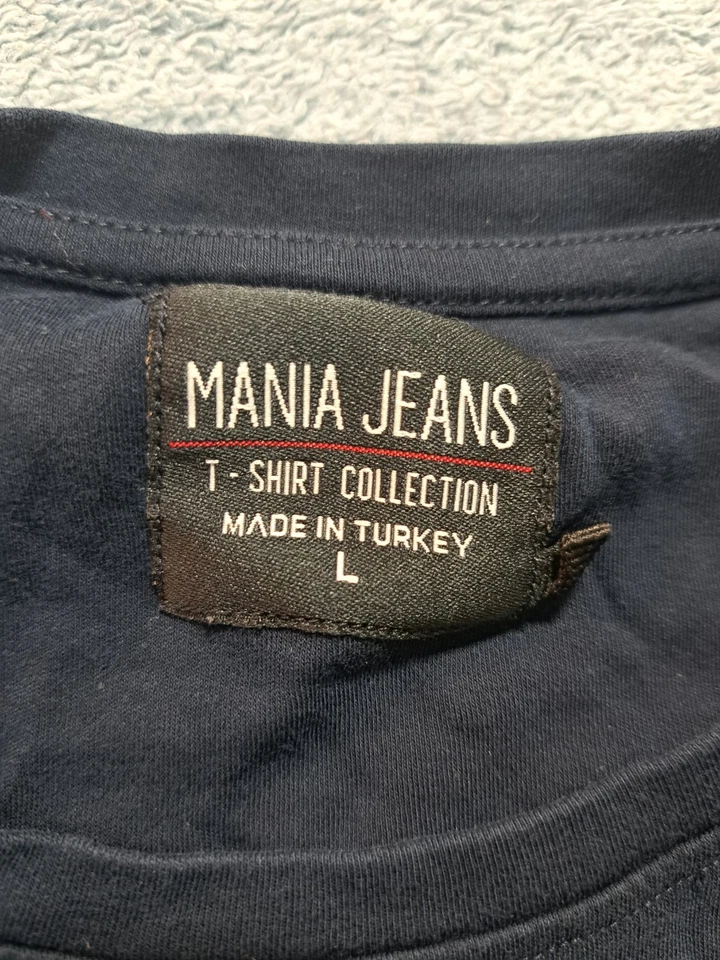 MANIA JEANS
T - SHIRT COLLECTION
MADE IN TURKEY
L